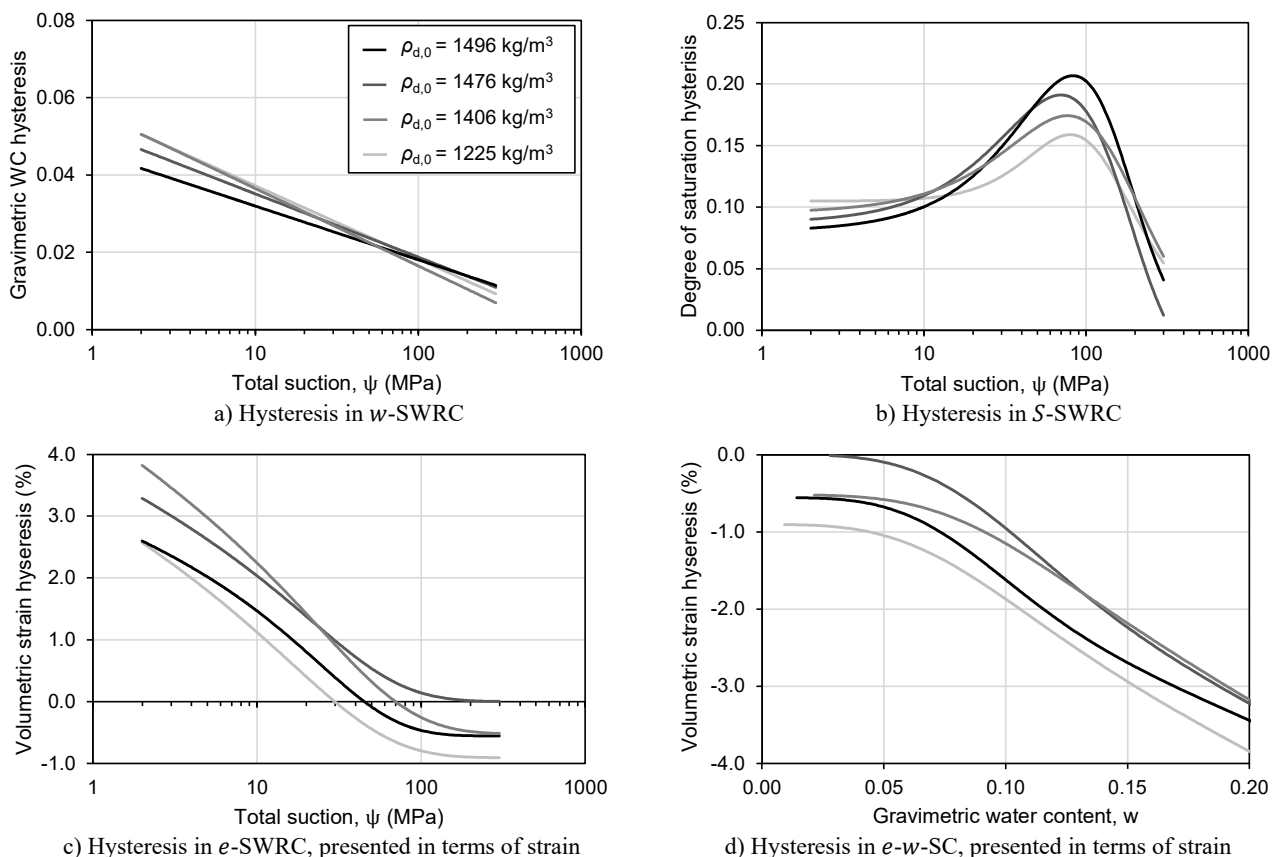 0.08
0.06
0.04
0.02
0.00
Gravimetric WC hysteresis
ρd,0 = 1496 kg/m³
ρd,0 = 1476 kg/m³
ρd,0 = 1406 kg/m³
ρd,0 = 1225 kg/m³
1 10 100 1000
Total suction, ψ (MPa)
a) Hysteresis in w-SWRC
0.25
0.20
0.15
0.10
0.05
0.00
Degree of saturation hysterisis
1 10 100 1000
Total suction, ψ (MPa)
b) Hysteresis in S-SWRC
4.0
3.0
2.0
1.0
0.0
-1.0
Volumetric strain hyseresis (%)
1 10 100 1000
Total suction, ψ (MPa)
c) Hysteresis in e-SWRC, presented in terms of strain
0.0
-1.0
-2.0
-3.0
-4.0
Volumetric strain hyseresis (%)
0.00 0.05 0.10 0.15 0.20
Gravimetric water content, w
d) Hysteresis in e-w-SC, presented in terms of strain